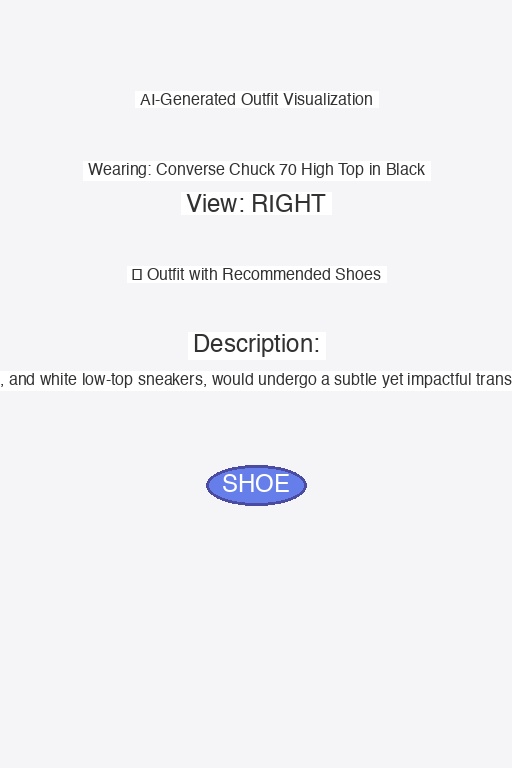 AI-Generated Outfit Visualization
Wearing: Converse Chuck 70 High Top in Black
View: RIGHT
Outfit with Recommended Shoes
Description:
, and white low-top sneakers, would undergo a subtle yet impactful trans
SHOE